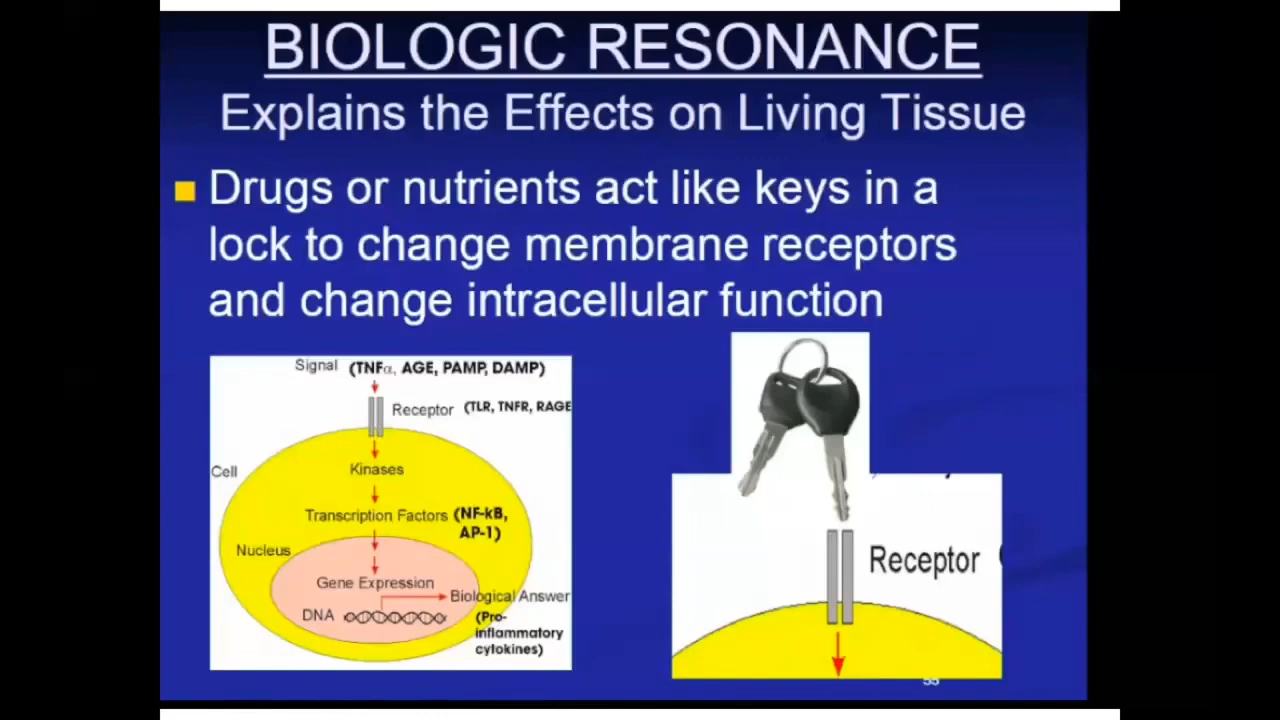 BIOLOGIC RESONANCE
Explains the Effects on Living Tissue
Drugs or nutrients act like keys in a
lock to change membrane receptors
and change intracellular function
Signal (TNFα, AGE, PAMP, DAMP)
Receptor (TLR, TNFR, RAGE
Cell
Kinases
Transcription Factors (NF-kB,
AP-1)
Nucleus
Gene Expression
Biological Answer
DNA
(Pro-
inflammatory
cytokines)
Receptor
55